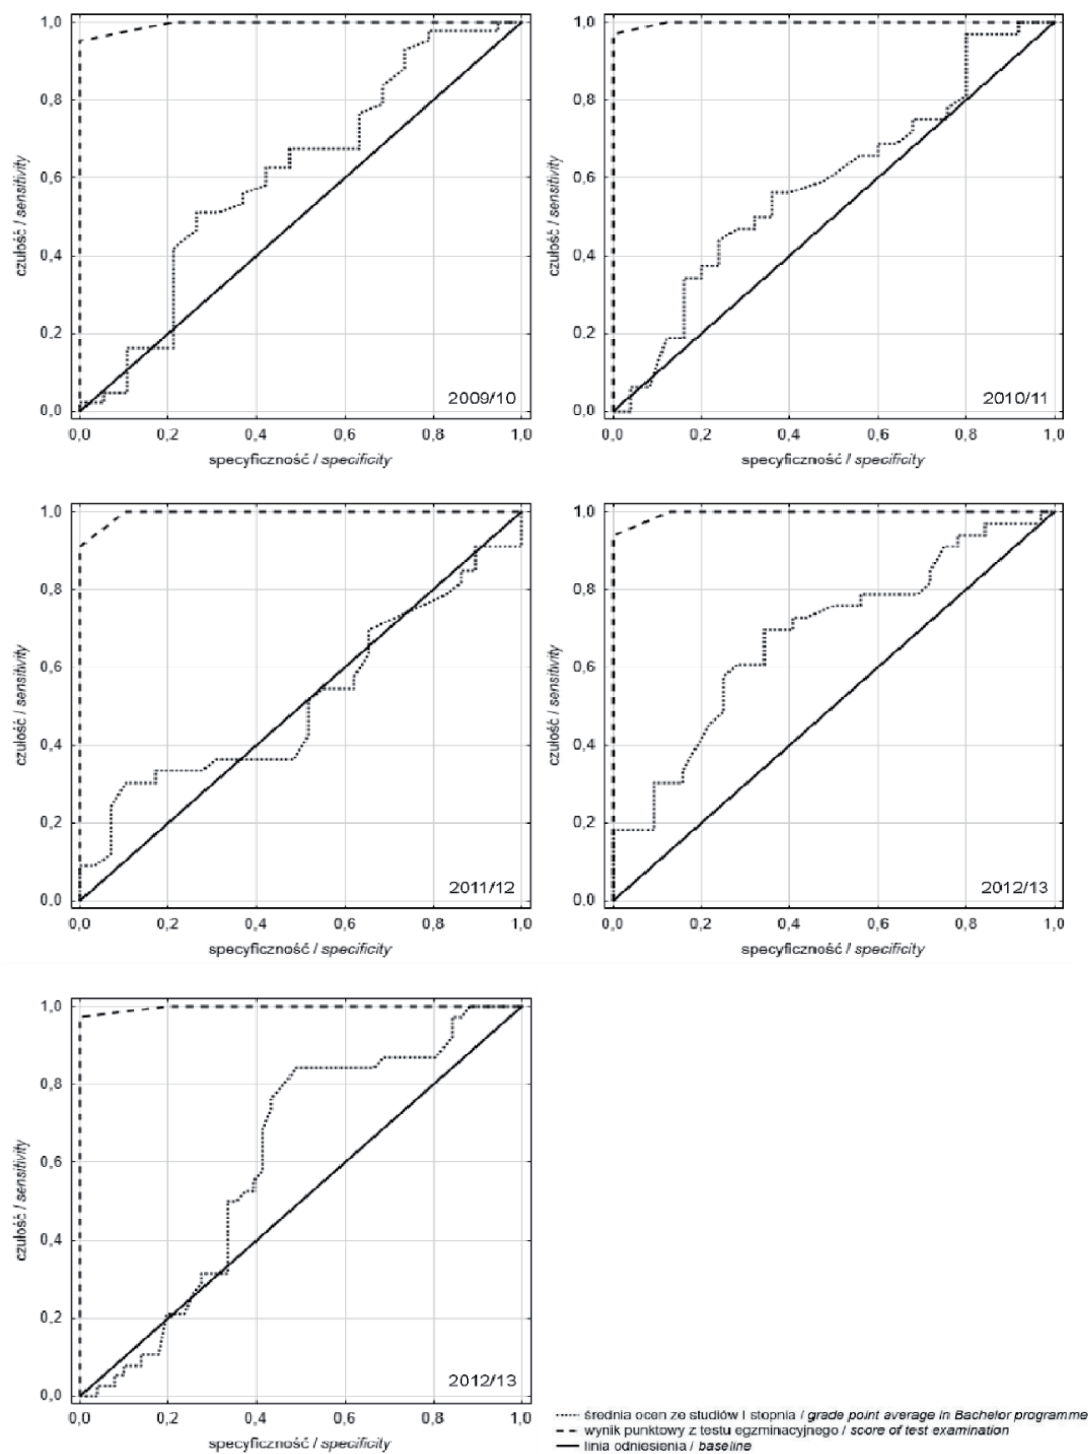 1,0
0,8
0,6
0,4
0,2
0,0
czułość / sensitivity
2009/10
0,0 0,2 0,4 0,6 0,8 1,0
specyficzność / specificity
1,0
0,8
0,6
0,4
0,2
0,0
czułość / sensitivity
2010/11
0,0 0,2 0,4 0,6 0,8 1,0
specyficzność / specificity
1,0
0,8
0,6
0,4
0,2
0,0
czułość / sensitivity
2011/12
0,0 0,2 0,4 0,6 0,8 1,0
specyficzność / specificity
1,0
0,8
0,6
0,4
0,2
0,0
czułość / sensitivity
2012/13
0,0 0,2 0,4 0,6 0,8 1,0
specyficzność / specificity
1,0
0,8
0,6
0,4
0,2
0,0
czułość / sensitivity
2012/13
0,0 0,2 0,4 0,6 0,8 1,0
specyficzność / specificity
średnia ocen ze studiów I stopnia / grade point average in Bachelor programme
wynik punktowy z testu egzminacyjnego / score of test examination
linia odniesienia / baseline